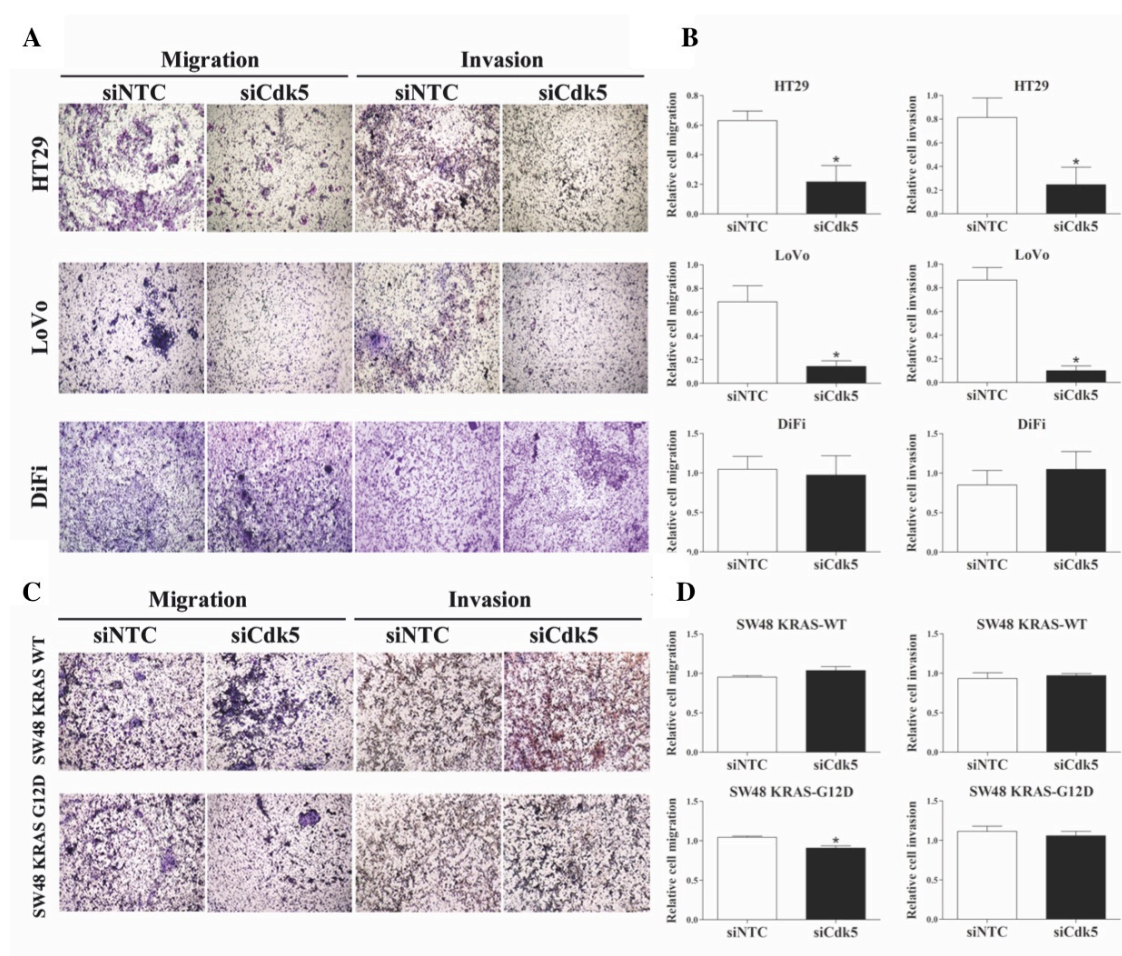 A
Migration Invasion
siNTC siCdk5 siNTC siCdk5
HT29
LoVo
DiFi
B
HT29
Relative cell migration
0.8
0.6
0.4
0.2
0.0
*
siNTC siCdk5
HT29
Relative cell invasion
1.0
0.8
0.6
0.4
0.2
0.0
*
siNTC siCdk5
LoVo
Relative cell migration
1.0
0.8
0.6
0.4
0.2
0.0
*
siNTC siCdk5
LoVo
Relative cell invasion
1.0
0.8
0.6
0.4
0.2
0.0
*
siNTC siCdk5
DiFi
Relative cell migration
1.5
1.0
0.5
0.0
siNTC siCdk5
DiFi
Relative cell invasion
1.5
1.0
0.5
0.0
siNTC siCdk5
C
Migration Invasion
siNTC siCdk5 siNTC siCdk5
SW48 KRAS WT
SW48 KRAS G12D
D
SW48 KRAS-WT
Relative cell migration
1.5
1.0
0.5
0.0
siNTC siCdk5
SW48 KRAS-WT
Relative cell invasion
1.5
1.0
0.5
0.0
siNTC siCdk5
SW48 KRAS-G12D
Relative cell migration
1.5
1.0
0.5
0.0
*
siNTC siCdk5
SW48 KRAS-G12D
Relative cell invasion
1.5
1.0
0.5
0.0
siNTC siCdk5